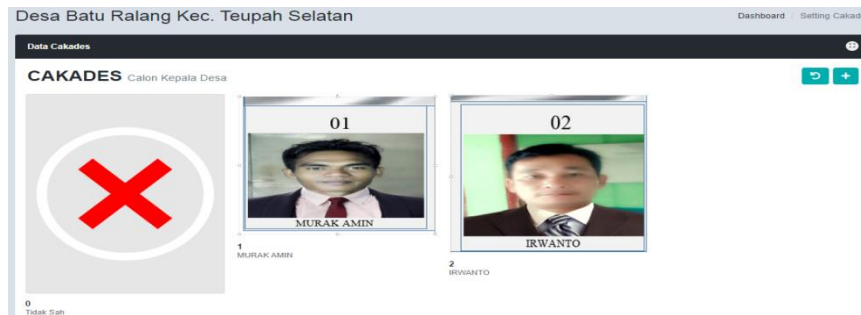 Desa Batu Ralang Kec. Teupah Selatan
Dashboard / Setting Cakad
Data Cakades
CAKADES Calon Kepala Desa
01
MURAK AMIN
1
MURAK AMIN
02
IRWANTO
2
IRWANTO
0
Tidak Sah